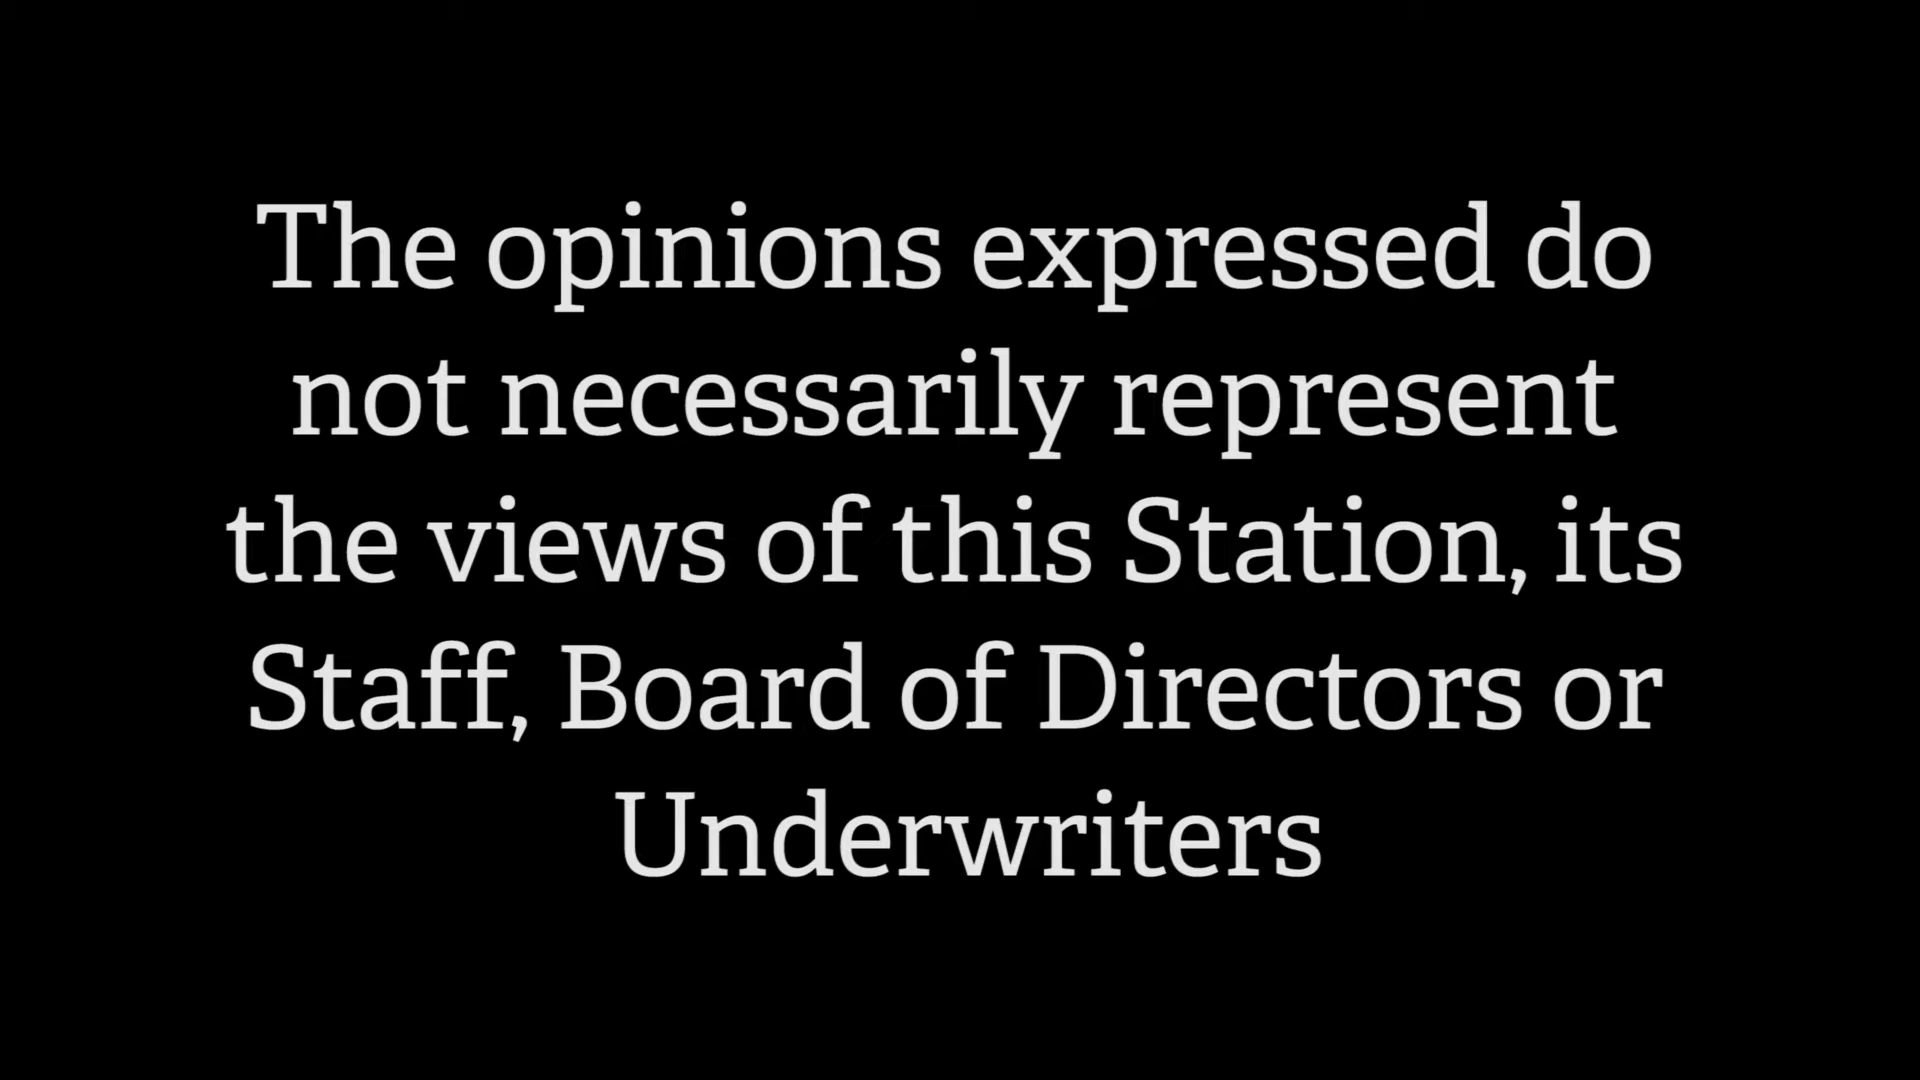 The opinions expressed do
not necessarily represent
the views of this Station, its
Staff, Board of Directors or
Underwriters